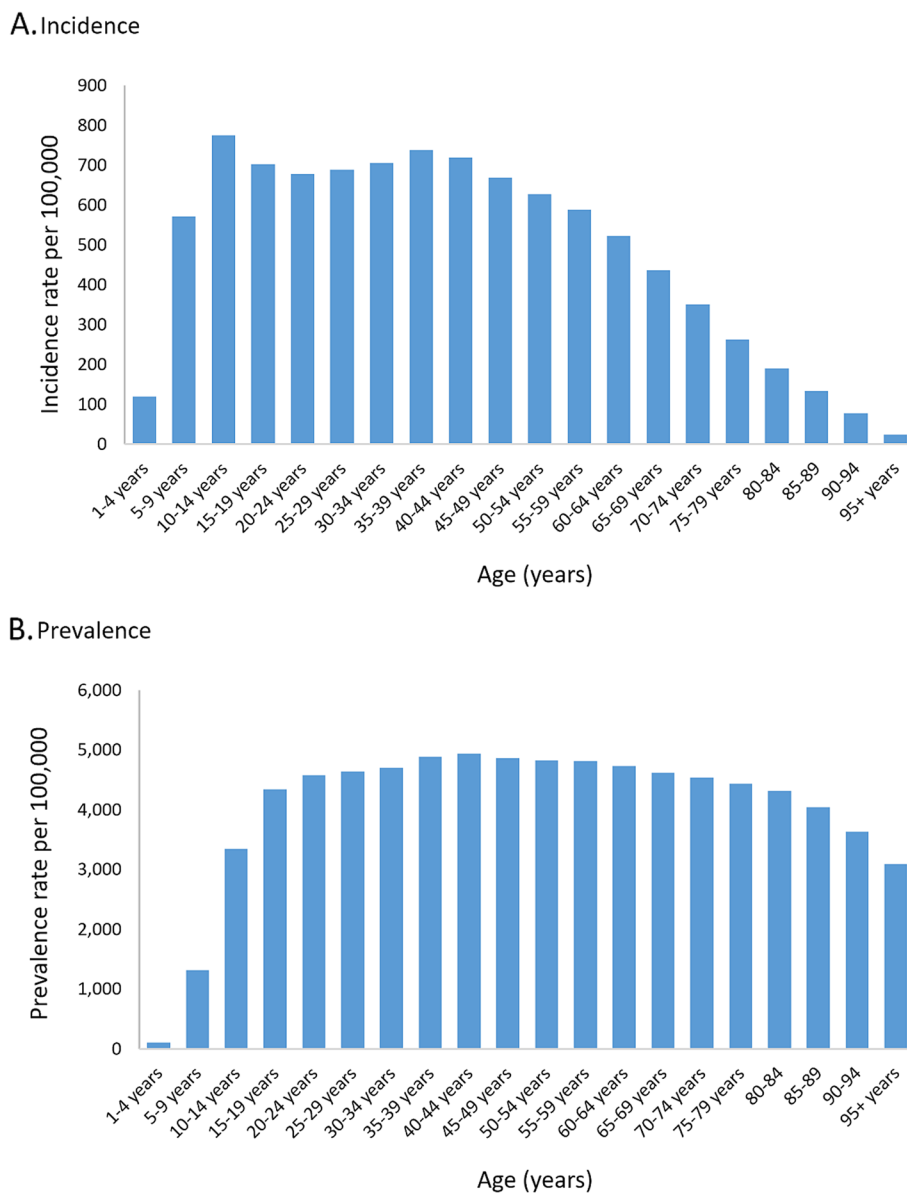 A. Incidence
Incidence rate per 100,000
900
800
700
600
500
400
300
200
100
0
1-4 years
5-9 years
10-14 years
15-19 years
20-24 years
25-29 years
30-34 years
35-39 years
40-44 years
45-49 years
50-54 years
55-59 years
60-64 years
65-69 years
70-74 years
75-79 years
80-84
85-89
90-94
95+ years
Age (years)
B. Prevalence
Prevalence rate per 100,000
6,000
5,000
4,000
3,000
2,000
1,000
0
1-4 years
5-9 years
10-14 years
15-19 years
20-24 years
25-29 years
30-34 years
35-39 years
40-44 years
45-49 years
50-54 years
55-59 years
60-64 years
65-69 years
70-74 years
75-79 years
80-84
85-89
90-94
95+ years
Age (years)